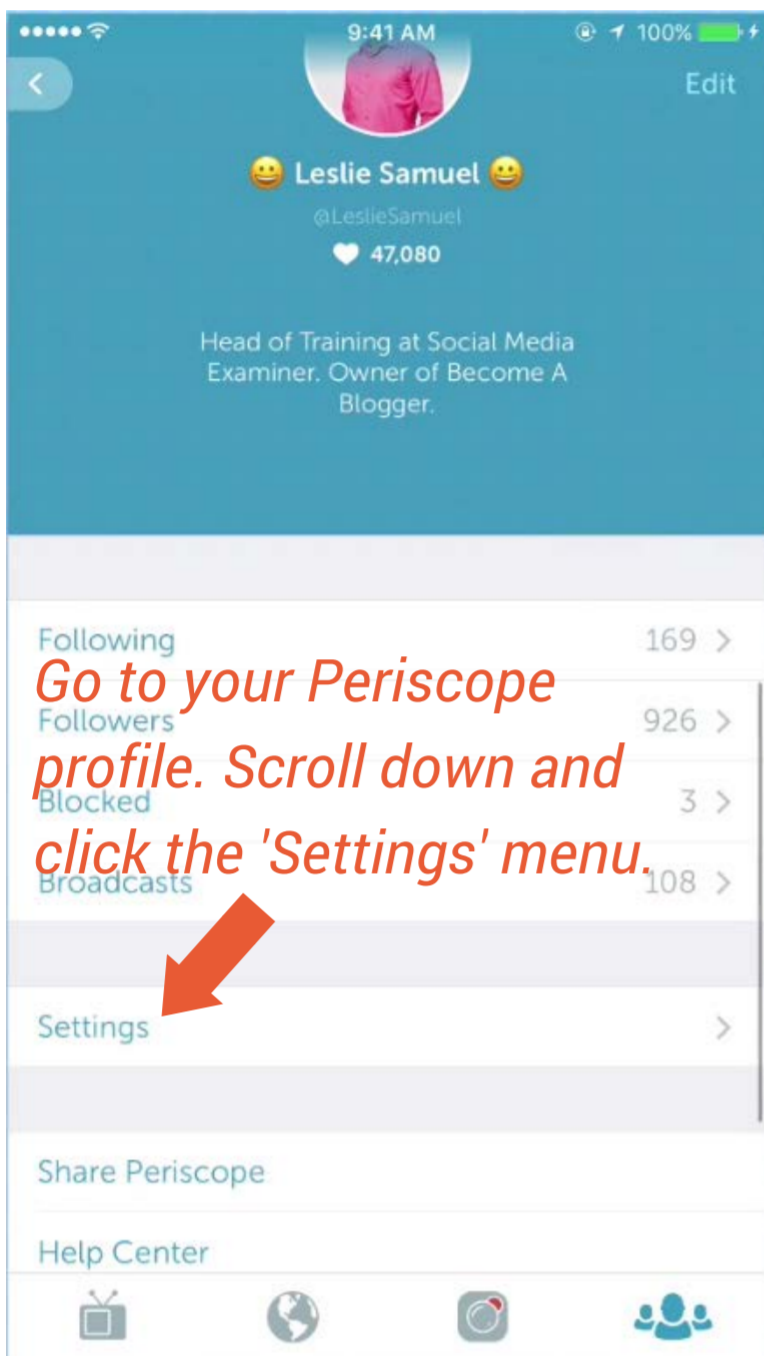 9:41 AM
100%
Edit
😀 Leslie Samuel 😀
@LeslieSamuel
47,080
Head of Training at Social Media
Examiner. Owner of Become A
Blogger.
Following 169
Go to your Periscope
Followers 926
profile. Scroll down and
Blocked 3
click the 'Settings' menu.
Broadcasts 108
Settings
Share Periscope
Help Center